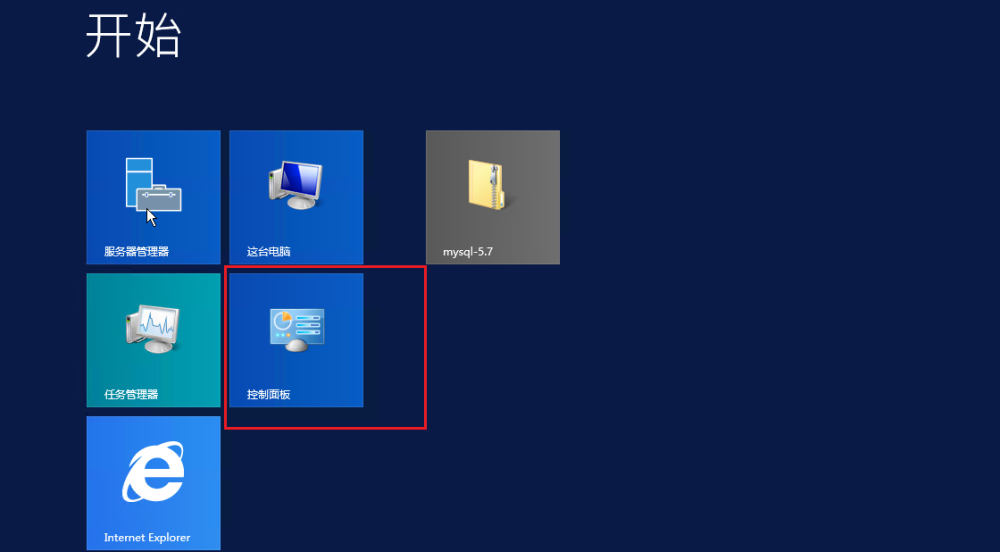 开始
服务器管理器
这台电脑
mysql-5.7
任务管理器
控制面板
Internet Explorer